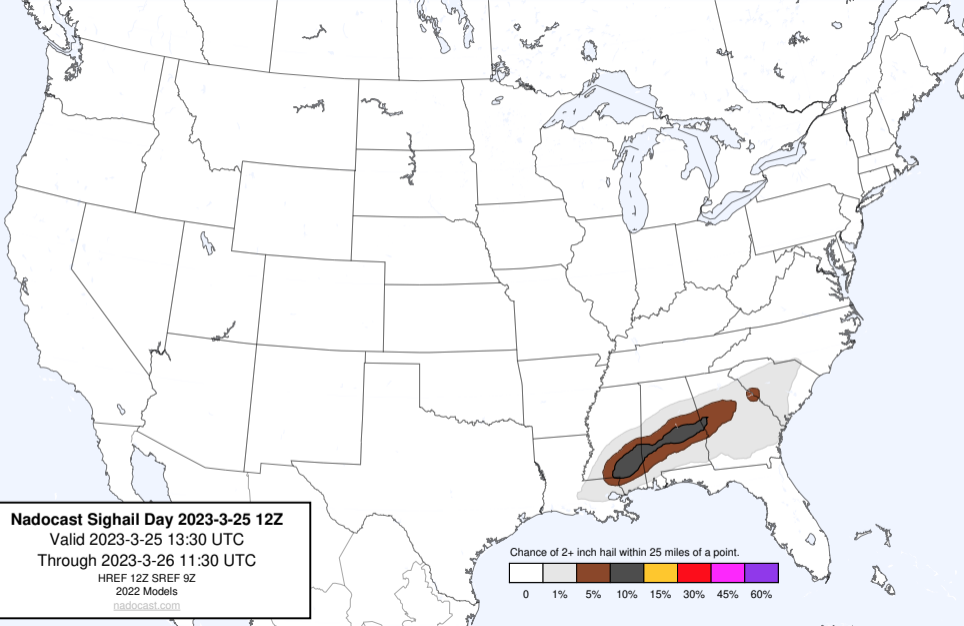 Nadocast Sighail Day 2023-3-25 12Z
Valid 2023-3-25 13:30 UTC
Through 2023-3-26 11:30 UTC
HREF 12Z SREF 9Z
2022 Models
nadocast.com
Chance of 2+ inch hail within 25 miles of a point.
0 1% 5% 10% 15% 30% 45% 60%